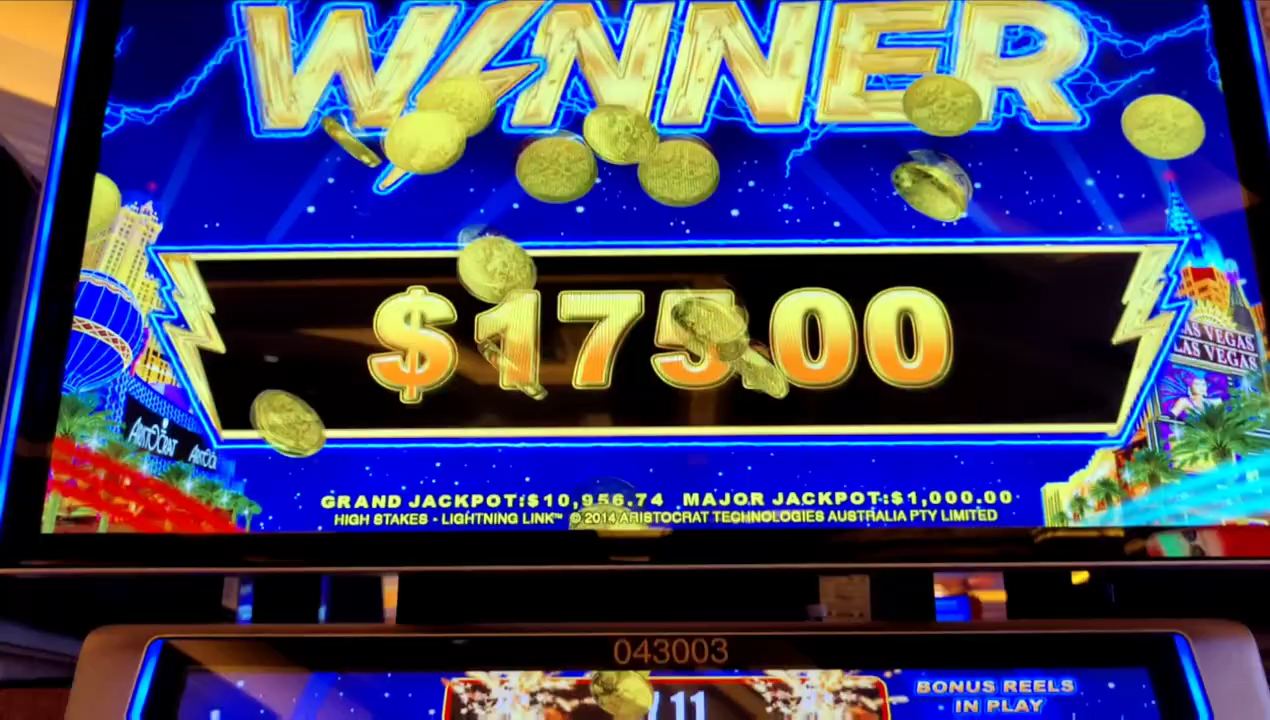 WINNER
$175.00
LAS VEGAS
LAS VEGAS
ARISTOCRAT
GRAND JACKPOT:$10,956.74 MAJOR JACKPOT:$1,000.00
HIGH STAKES - LIGHTNING LINK™ © 2014 ARISTOCRAT TECHNOLOGIES AUSTRALIA PTY LIMITED
043003
BONUS REELS
IN PLAY